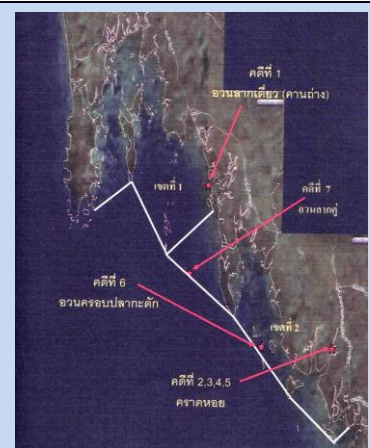 คดีที่ 1
อวนลากเดี่ยว (คานถ่าง)
เขตที่ 1
คดีที่ 7
อวนลากคู่
คดีที่ 6
อวนครอบปลากะตัก
เขตที่ 2
คดีที่ 2,3,4,5
คราดหอย